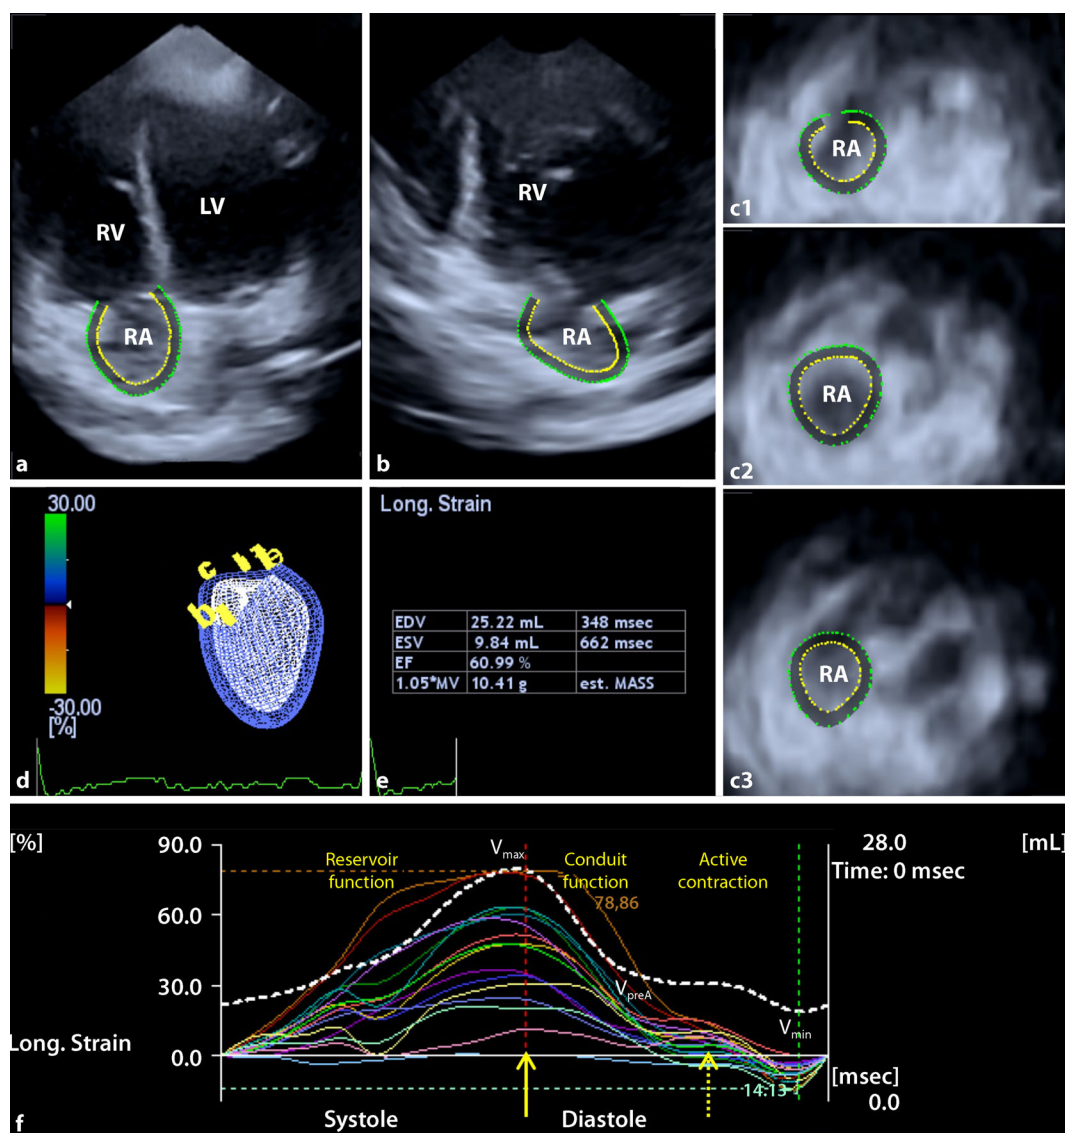 LV
RV
RA
a
RV
RA
b
RA
c1
RA
c2
RA
c3
30.00
-30.00
[%]
d
Long. Strain
EDV 25.22 mL 348 msec
ESV 9.84 mL 662 msec
EF 60.99 %
1.05*MV 10.41 g est. MASS
e
[%]
90.0
60.0
30.0
0.0
Long. Strain
Reservoir
function
Vmax
Conduit
function
78,86
Active
contraction
VpreA
Vmin
14.13
28.0 [mL]
Time: 0 msec
[msec]
0.0
Systole
Diastole
f